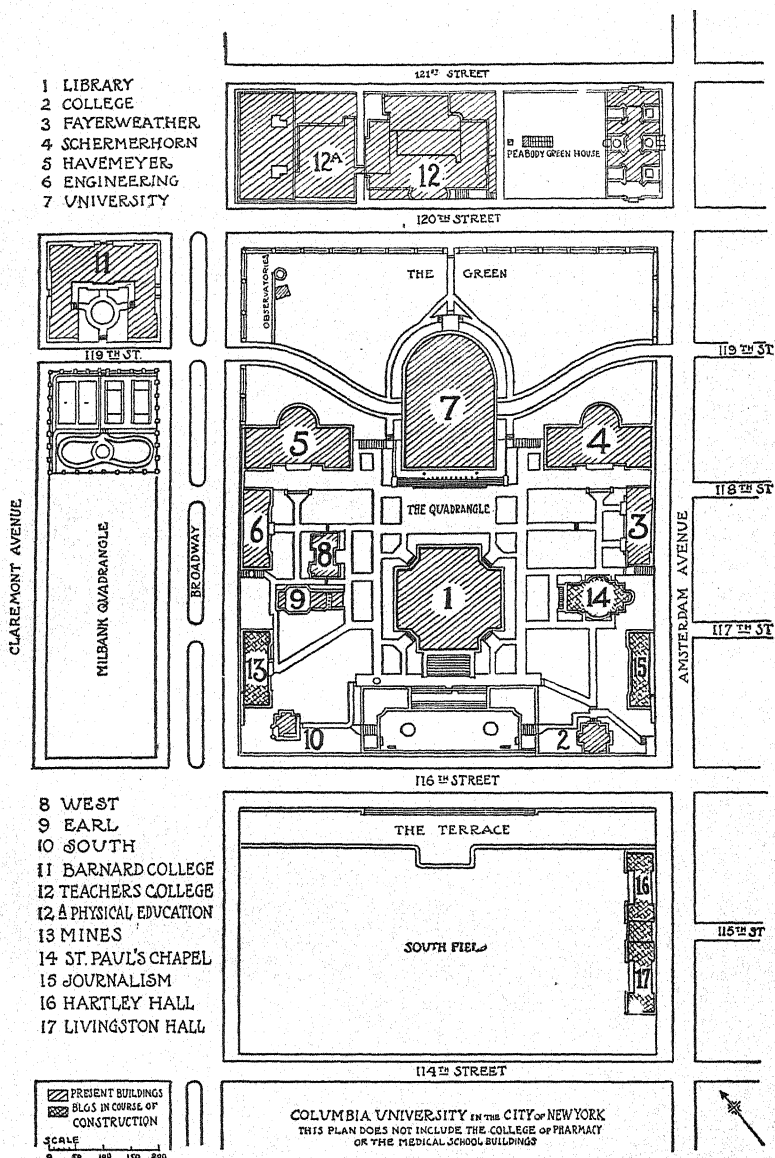 121ST STREET
1 LIBRARY
2 COLLEGE
3 FAYERWEATHER
4 SCHERMERHORN
5 HAVEMEYER
6 ENGINEERING
7 UNIVERSITY
12A
12
PEABODY GREEN HOUSE
120TH STREET
11
OBSERVATORIES
THE GREEN
119TH ST.
119TH ST
7
5
4
118TH ST
THE QUADRANGLE
6
8
3
CLAREMONT AVENUE
MILBANK QUADRANGLE
BROADWAY
AMSTERDAM AVENUE
9
1
14
117TH ST
13
15
10
2
116TH STREET
8 WEST
9 EARL
10 SOUTH
11 BARNARD COLLEGE
12 TEACHERS COLLEGE
12A PHYSICAL EDUCATION
13 MINES
14 ST. PAUL'S CHAPEL
15 JOURNALISM
16 HARTLEY HALL
17 LIVINGSTON HALL
THE TERRACE
16
SOUTH FIELD
115TH ST
17
114TH STREET
PRESENT BUILDINGS
BLGS IN COURSE OF
CONSTRUCTION
SCALE
0 50 100 150 200
COLUMBIA UNIVERSITY IN THE CITY OF NEW YORK
THIS PLAN DOES NOT INCLUDE THE COLLEGE OF PHARMACY
OR THE MEDICAL SCHOOL BUILDINGS